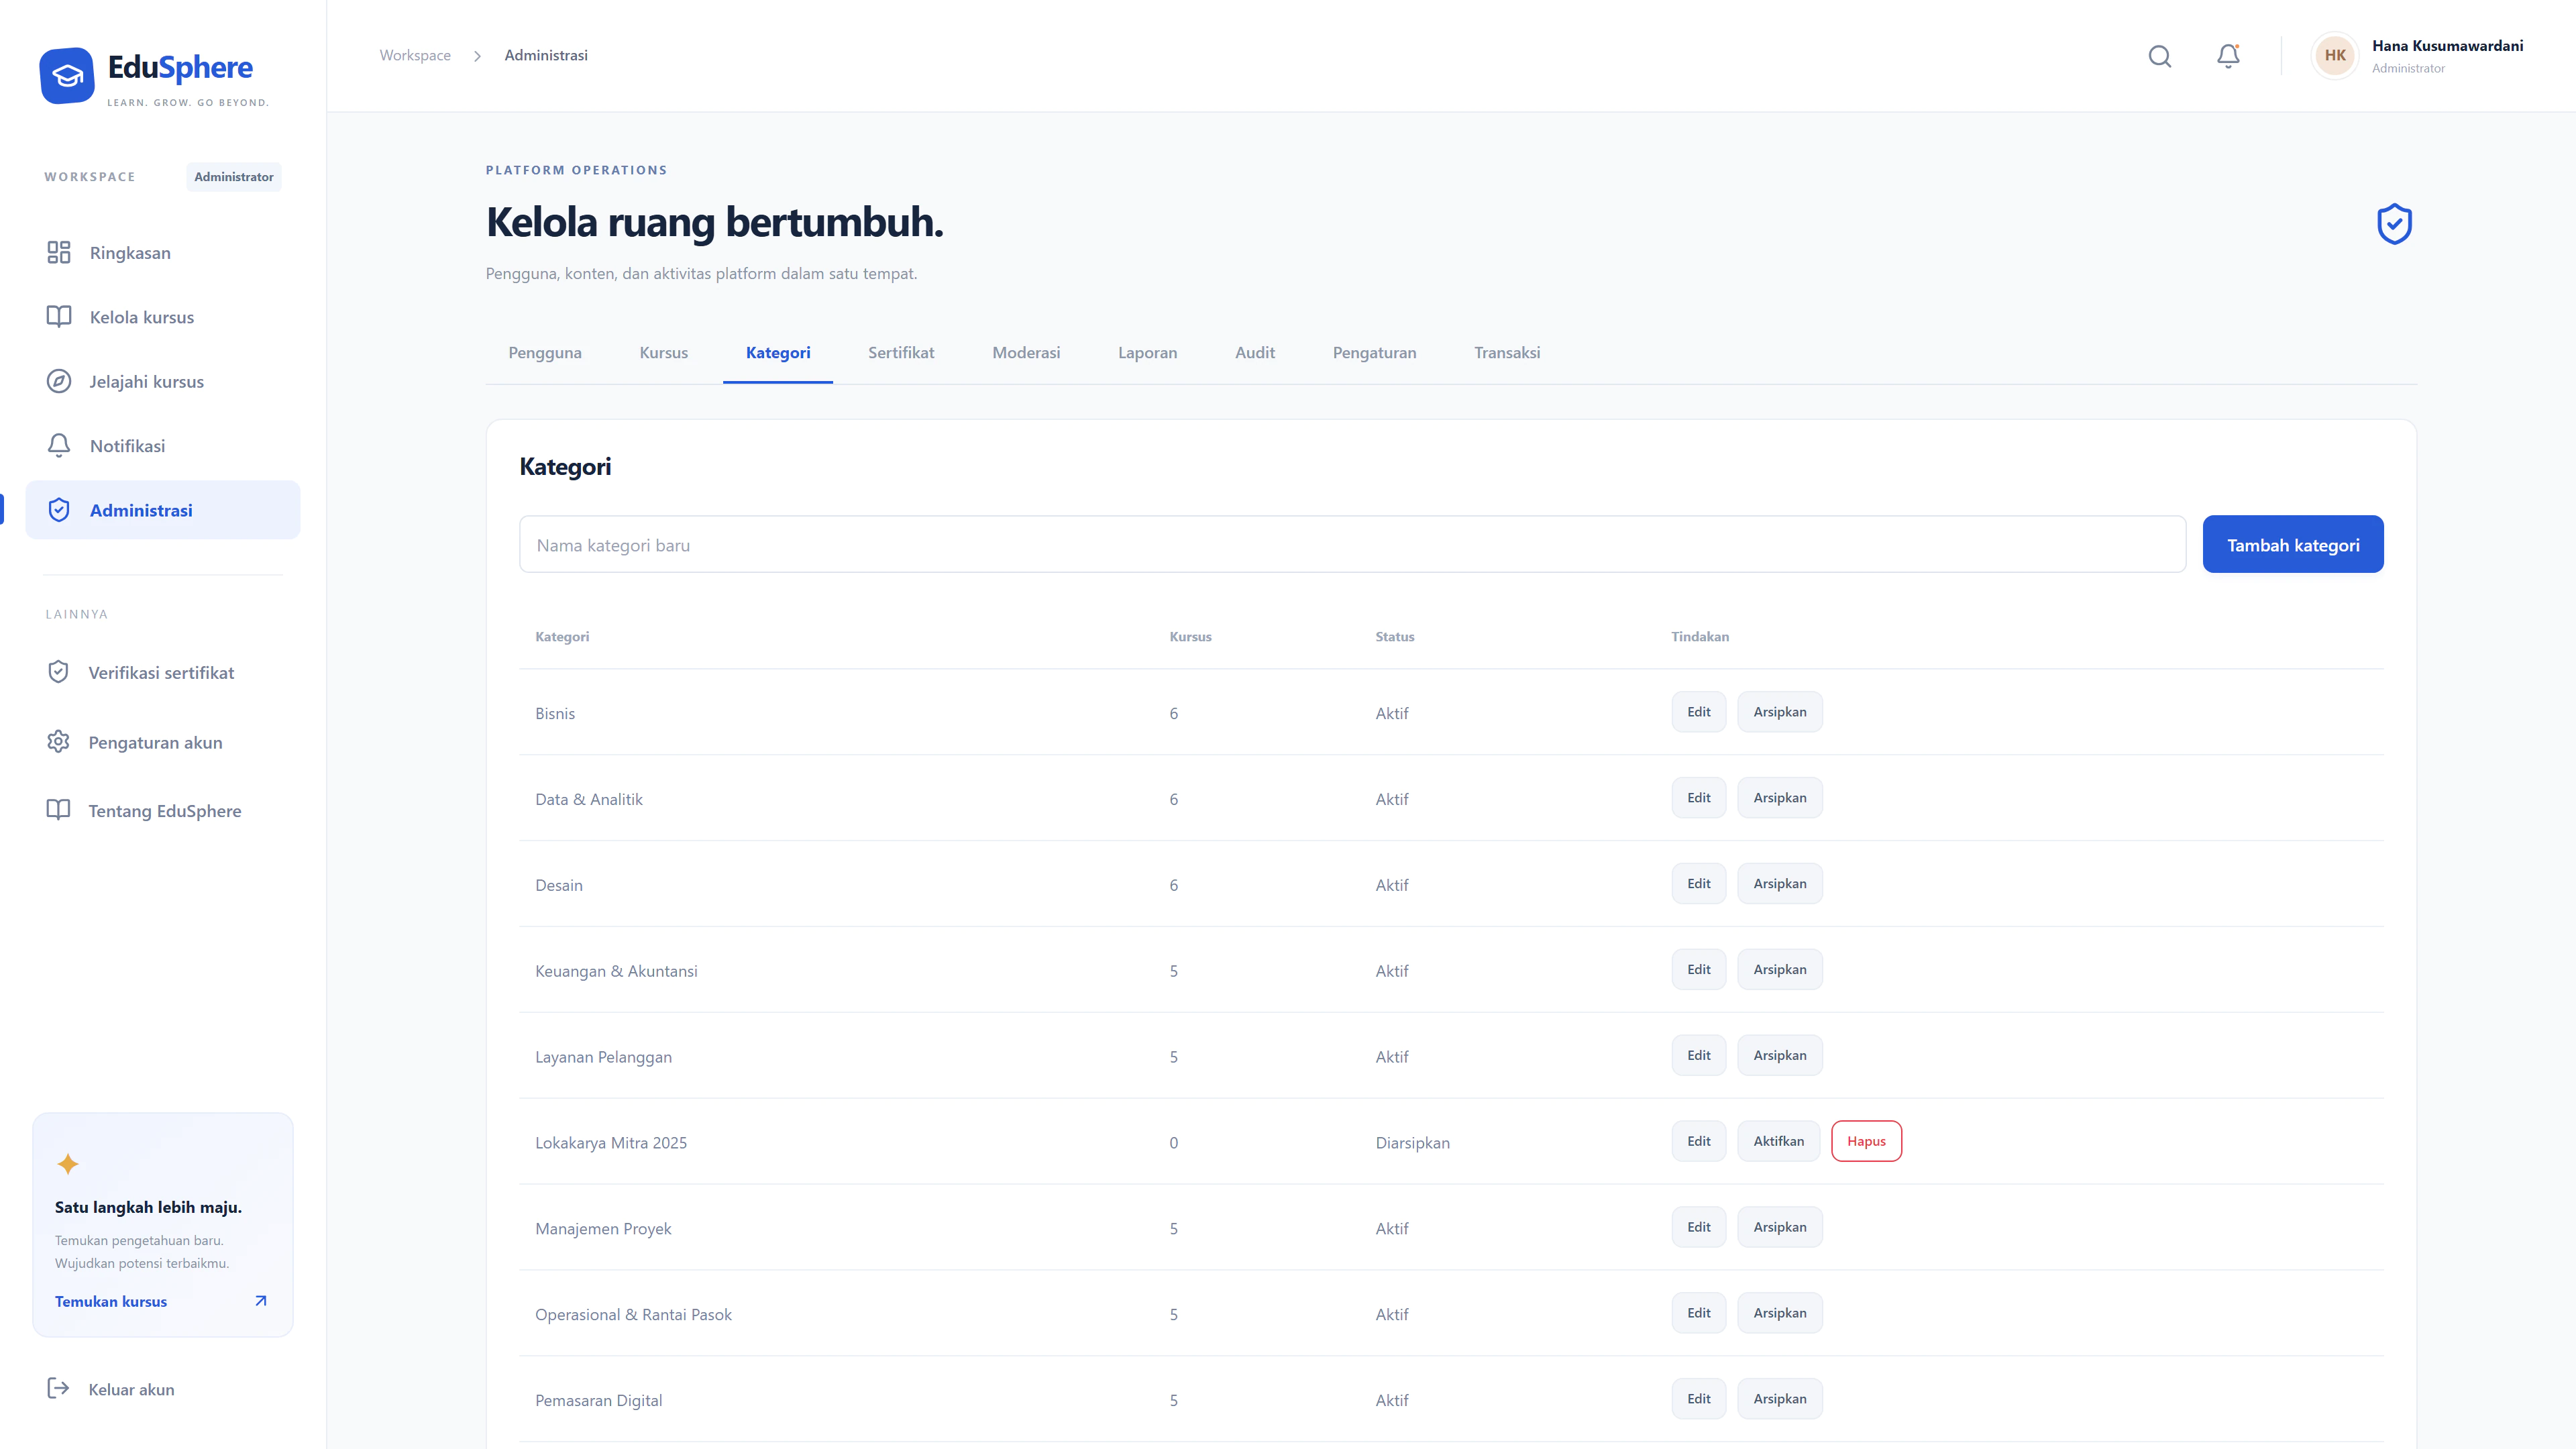 EduSphere
LEARN. GROW. GO BEYOND.
WORKSPACE
Administrator
Ringkasan
Kelola kursus
Jelajahi kursus
Notifikasi
Administrasi
LAINNYA
Verifikasi sertifikat
Pengaturan akun
Tentang EduSphere
Satu langkah lebih maju.
Temukan pengetahuan baru.
Wujudkan potensi terbaikmu.
Temukan kursus
Keluar akun
Workspace Administrasi
HK
Hana Kusumawardani
Administrator
PLATFORM OPERATIONS
Kelola ruang bertumbuh.
Pengguna, konten, dan aktivitas platform dalam satu tempat.
Pengguna Kursus Kategori Sertifikat Moderasi Laporan Audit Pengaturan Transaksi
Kategori
Nama kategori baru
Tambah kategori
Kategori Kursus Status Tindakan
Bisnis 6 Aktif Edit Arsipkan
Data & Analitik 6 Aktif Edit Arsipkan
Desain 6 Aktif Edit Arsipkan
Keuangan & Akuntansi 5 Aktif Edit Arsipkan
Layanan Pelanggan 5 Aktif Edit Arsipkan
Lokakarya Mitra 2025 0 Diarsipkan Edit Aktifkan Hapus
Manajemen Proyek 5 Aktif Edit Arsipkan
Operasional & Rantai Pasok 5 Aktif Edit Arsipkan
Pemasaran Digital 5 Aktif Edit Arsipkan